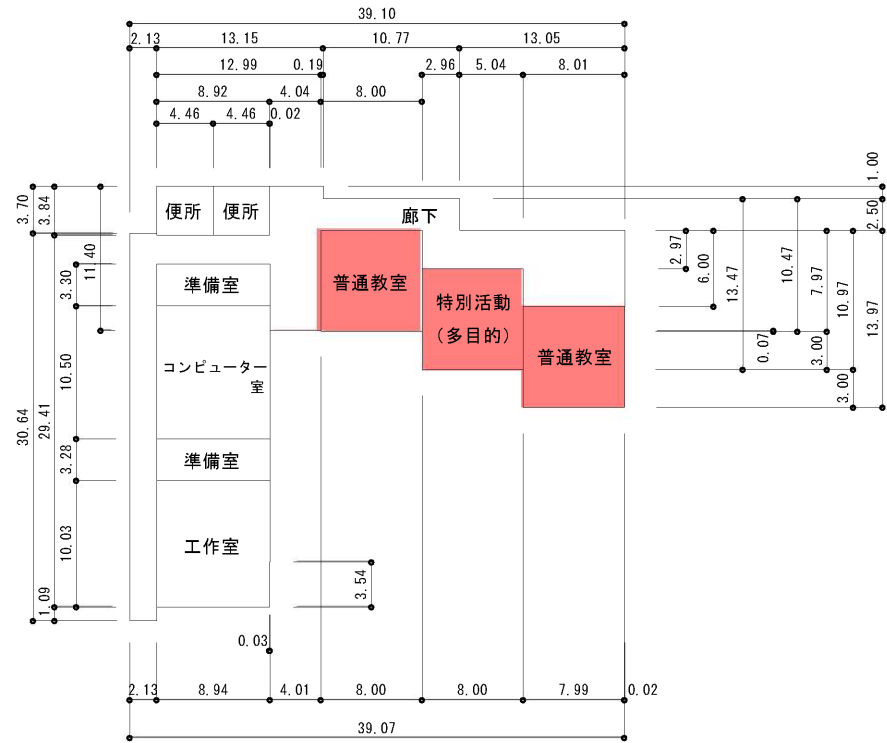 39.10
2.13 13.15 10.77 13.05
12.99 0.19 2.96 5.04 8.01
8.92 4.04 8.00
4.46 4.46 0.02
3.70
3.84
11.40
3.30
10.50
3.28
10.03
29.41
30.64
1.09
便所 便所
廊下
準備室
普通教室
特別活動
(多目的)
普通教室
コンピューター
室
準備室
工作室
3.54
0.03
1.00
2.50
2.97
6.00
13.47
10.47
7.97
10.97
13.97
0.07
3.00
3.00
2.13 8.94 4.01 8.00 8.00 7.99 0.02
39.07